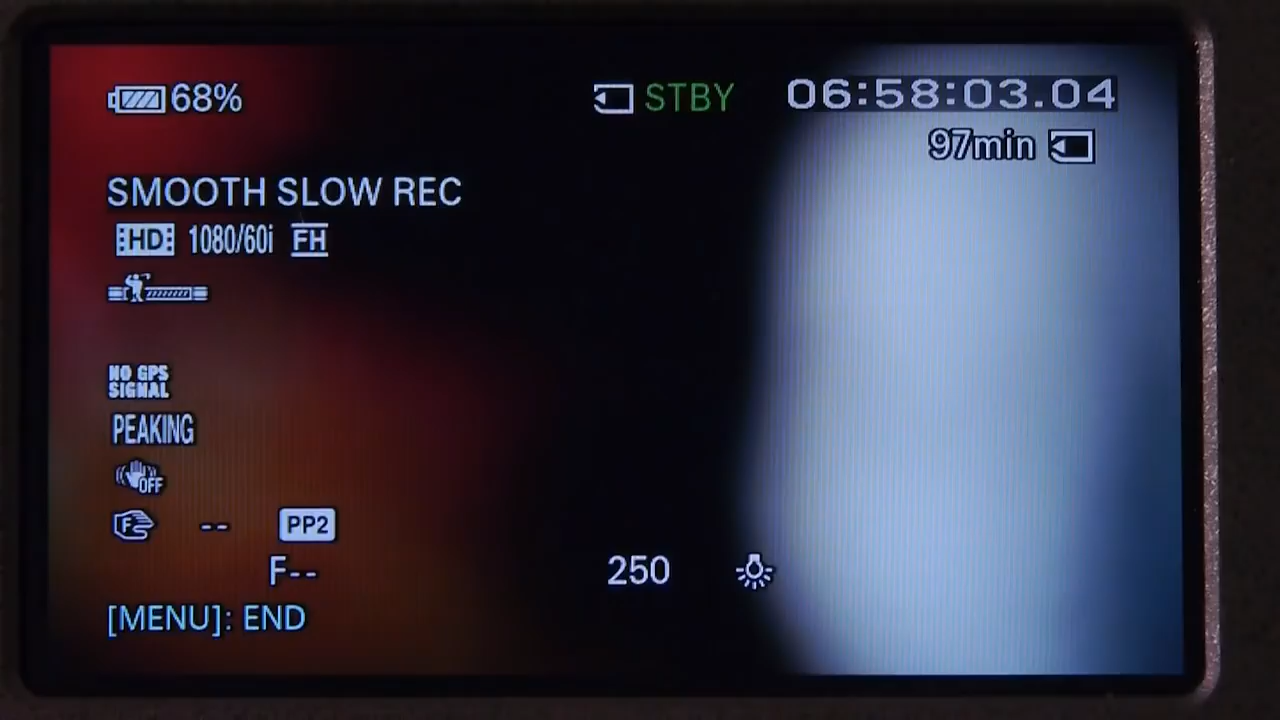 68% STBY 06:58:03.04
97min
SMOOTH SLOW REC
HD 1080/60i FH
NO GPS
SIGNAL
PEAKING
OFF
F -- PP2
F-- 250
[MENU]: END